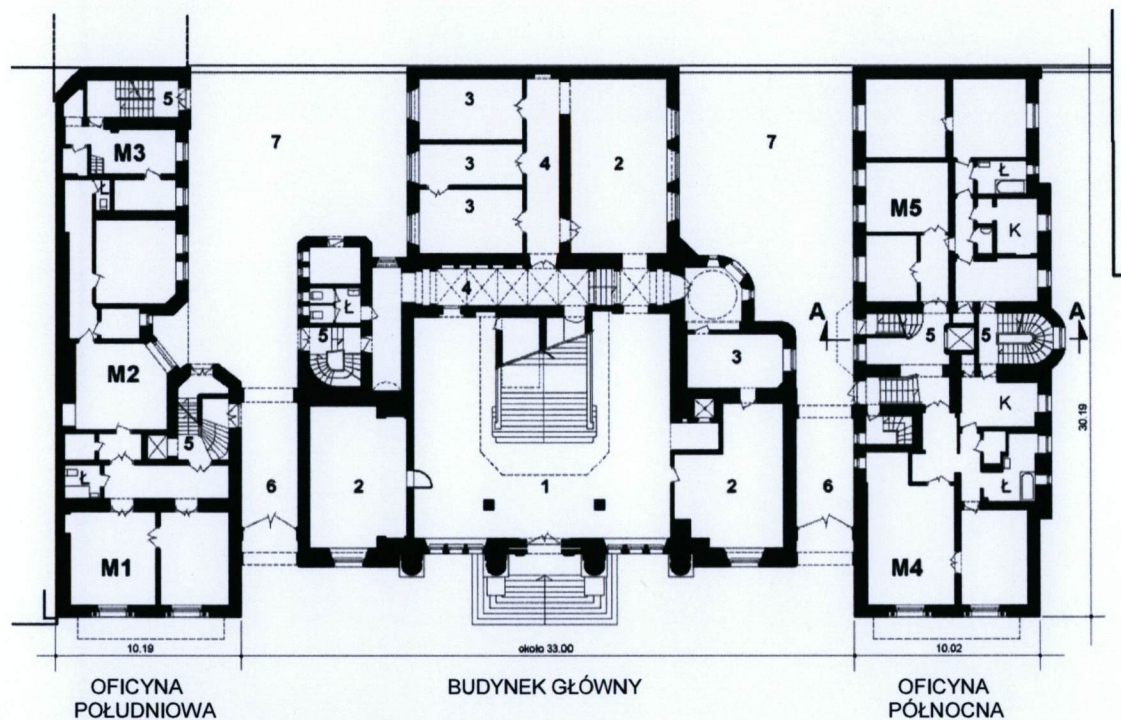 5
M3
Ł
7
3
3
3
4
2
7
M5
Ł
K
4
Ł
5
3
A
5
5
A
M2
5
K
30.19
Ł
6
2
1
2
6
Ł
M1
M4
10.19
około 33.00
10.02
OFICYNA
POŁUDNIOWA
BUDYNEK GŁÓWNY
OFICYNA
PÓŁNOCNA